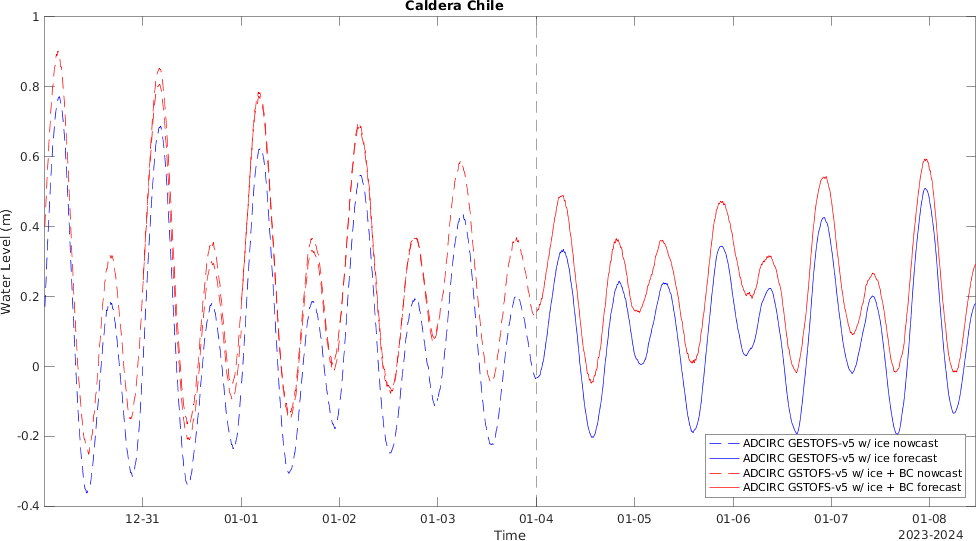 Caldera Chile
1
0.8
0.6
0.4
0.2
0
-0.2
-0.4
Water Level (m)
12-31
01-01
01-02
01-03
01-04
01-05
01-06
01-07
01-08
Time
2023-2024
ADCIRC GESTOFS-v5 w/ ice nowcast
ADCIRC GESTOFS-v5 w/ ice forecast
ADCIRC GSTOFS-v5 w/ ice + BC nowcast
ADCIRC GSTOFS-v5 w/ ice + BC forecast